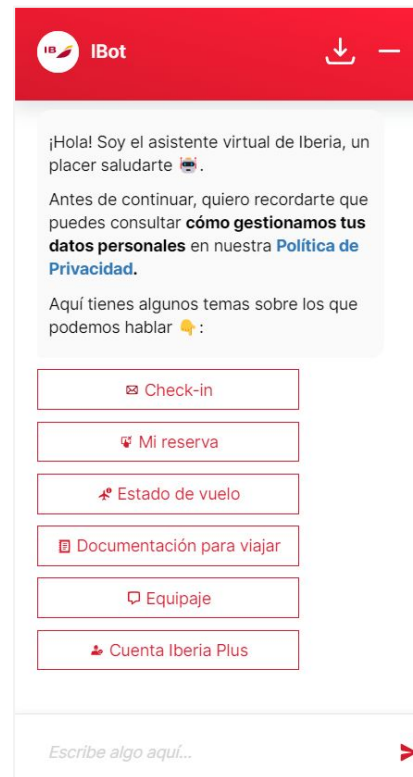 IB
IBot
¡Hola! Soy el asistente virtual de Iberia, un
placer saludarte 🤖.
Antes de continuar, quiero recordarte que
puedes consultar cómo gestionamos tus
datos personales en nuestra Política de
Privacidad.
Aquí tienes algunos temas sobre los que
podemos hablar 👇:
Check-in
Mi reserva
Estado de vuelo
Documentación para viajar
Equipaje
Cuenta Iberia Plus
Escribe algo aquí...